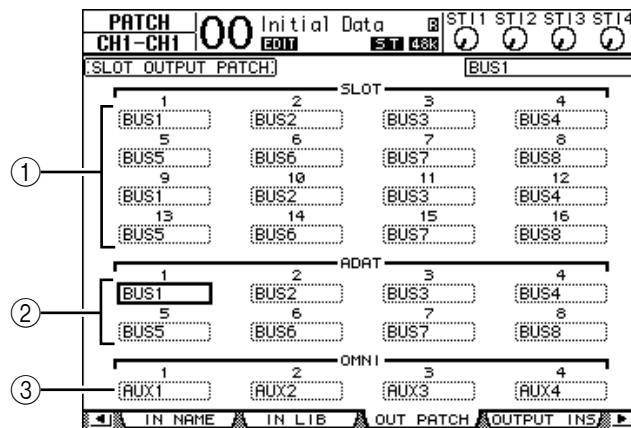 PATCH 00 Initial Data R ST11 ST12 ST13 ST14
CH1-CH1 EDIT ST 48K
SLOT OUTPUT PATCH BUS1
SLOT
1 2 3 4
BUS1 BUS2 BUS3 BUS4
5 6 7 8
① BUS5 BUS6 BUS7 BUS8
9 10 11 12
BUS1 BUS2 BUS3 BUS4
13 14 15 16
BUS5 BUS6 BUS7 BUS8
ADAT
1 2 3 4
BUS1 BUS2 BUS3 BUS4
② 5 6 7 8
BUS5 BUS6 BUS7 BUS8
OMNI
1 2 3 4
③ AUX1 AUX2 AUX3 AUX4
IN NAME IN LIB OUT PATCH OUTPUT INS